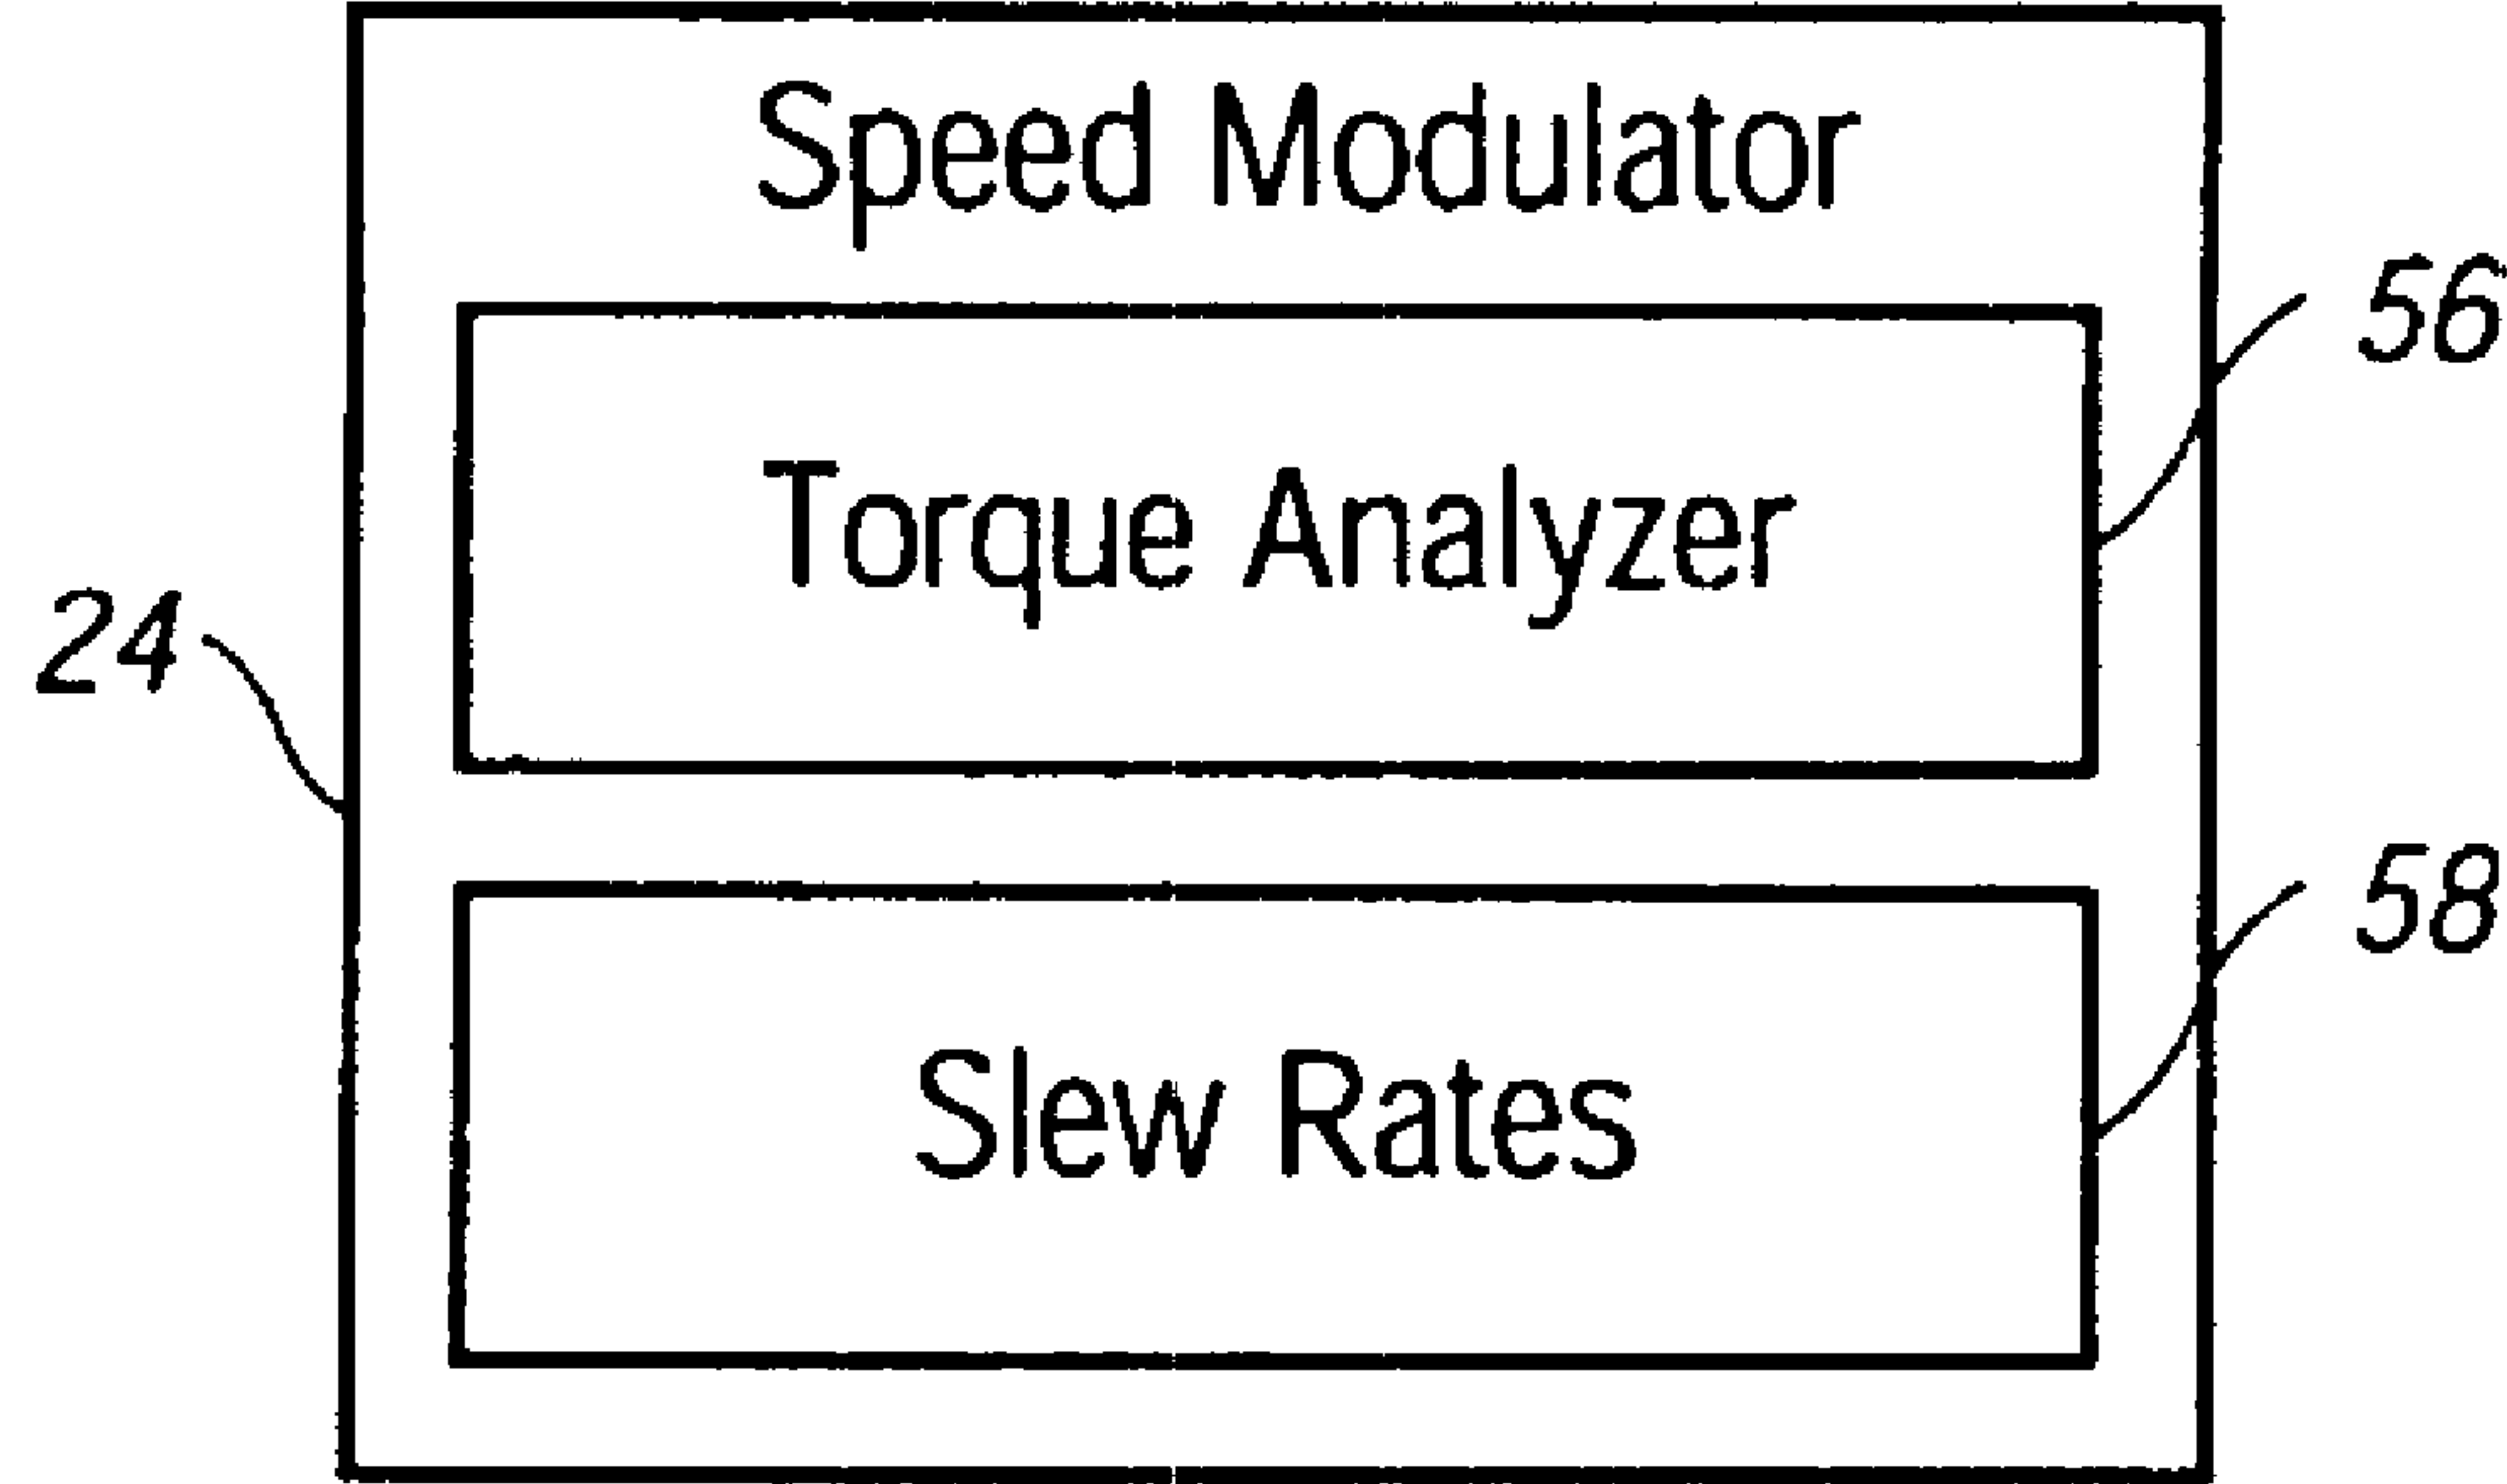 Speed Modulator
56
Torque Analyzer
24
58
Slew Rates